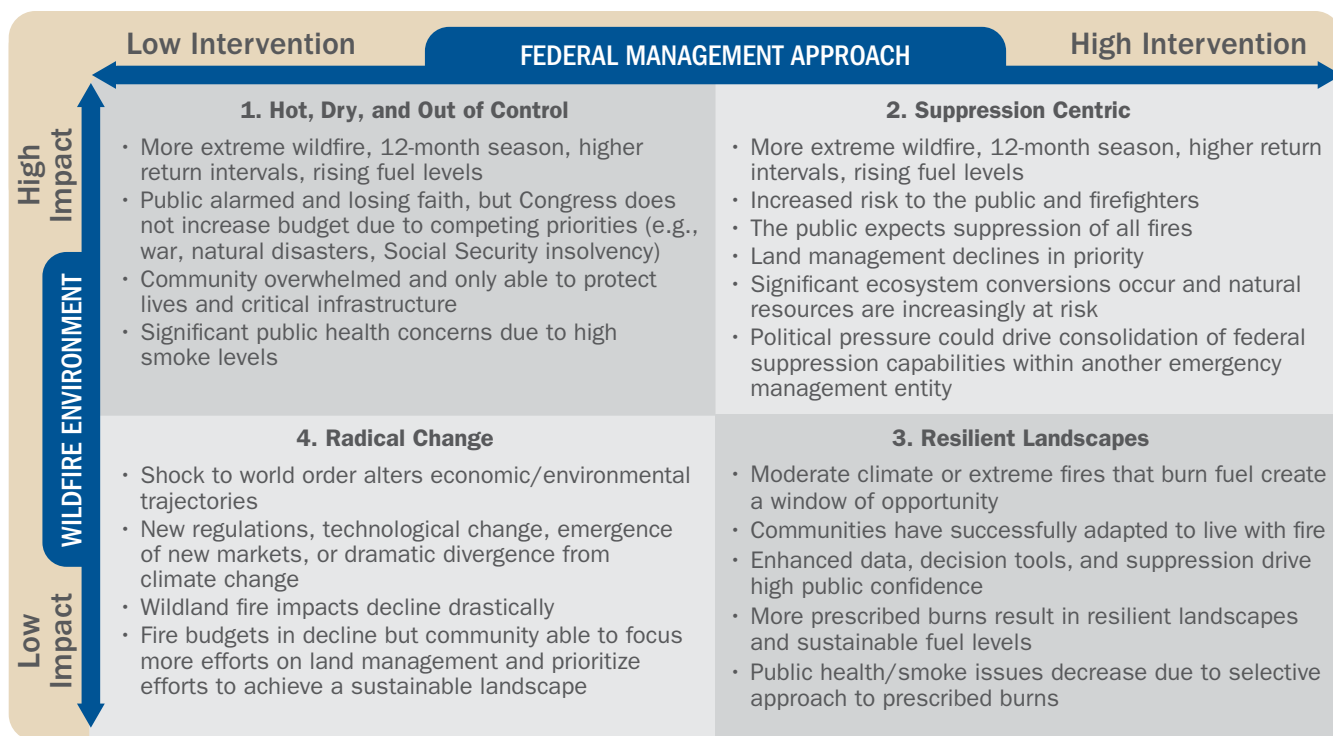 Low Intervention
FEDERAL MANAGEMENT APPROACH
High Intervention
WILDFIRE ENVIRONMENT
High
Impact
Low
Impact
1. Hot, Dry, and Out of Control
· More extreme wildfire, 12-month season, higher
return intervals, rising fuel levels
· Public alarmed and losing faith, but Congress does
not increase budget due to competing priorities (e.g.,
war, natural disasters, Social Security insolvency)
· Community overwhelmed and only able to protect
lives and critical infrastructure
· Significant public health concerns due to high
smoke levels
2. Suppression Centric
· More extreme wildfire, 12-month season, higher return
intervals, rising fuel levels
· Increased risk to the public and firefighters
· The public expects suppression of all fires
· Land management declines in priority
· Significant ecosystem conversions occur and natural
resources are increasingly at risk
· Political pressure could drive consolidation of federal
suppression capabilities within another emergency
management entity
4. Radical Change
· Shock to world order alters economic/environmental
trajectories
· New regulations, technological change, emergence
of new markets, or dramatic divergence from
climate change
· Wildland fire impacts decline drastically
· Fire budgets in decline but community able to focus
more efforts on land management and prioritize
efforts to achieve a sustainable landscape
3. Resilient Landscapes
· Moderate climate or extreme fires that burn fuel create
a window of opportunity
· Communities have successfully adapted to live with fire
· Enhanced data, decision tools, and suppression drive
high public confidence
· More prescribed burns result in resilient landscapes
and sustainable fuel levels
· Public health/smoke issues decrease due to selective
approach to prescribed burns